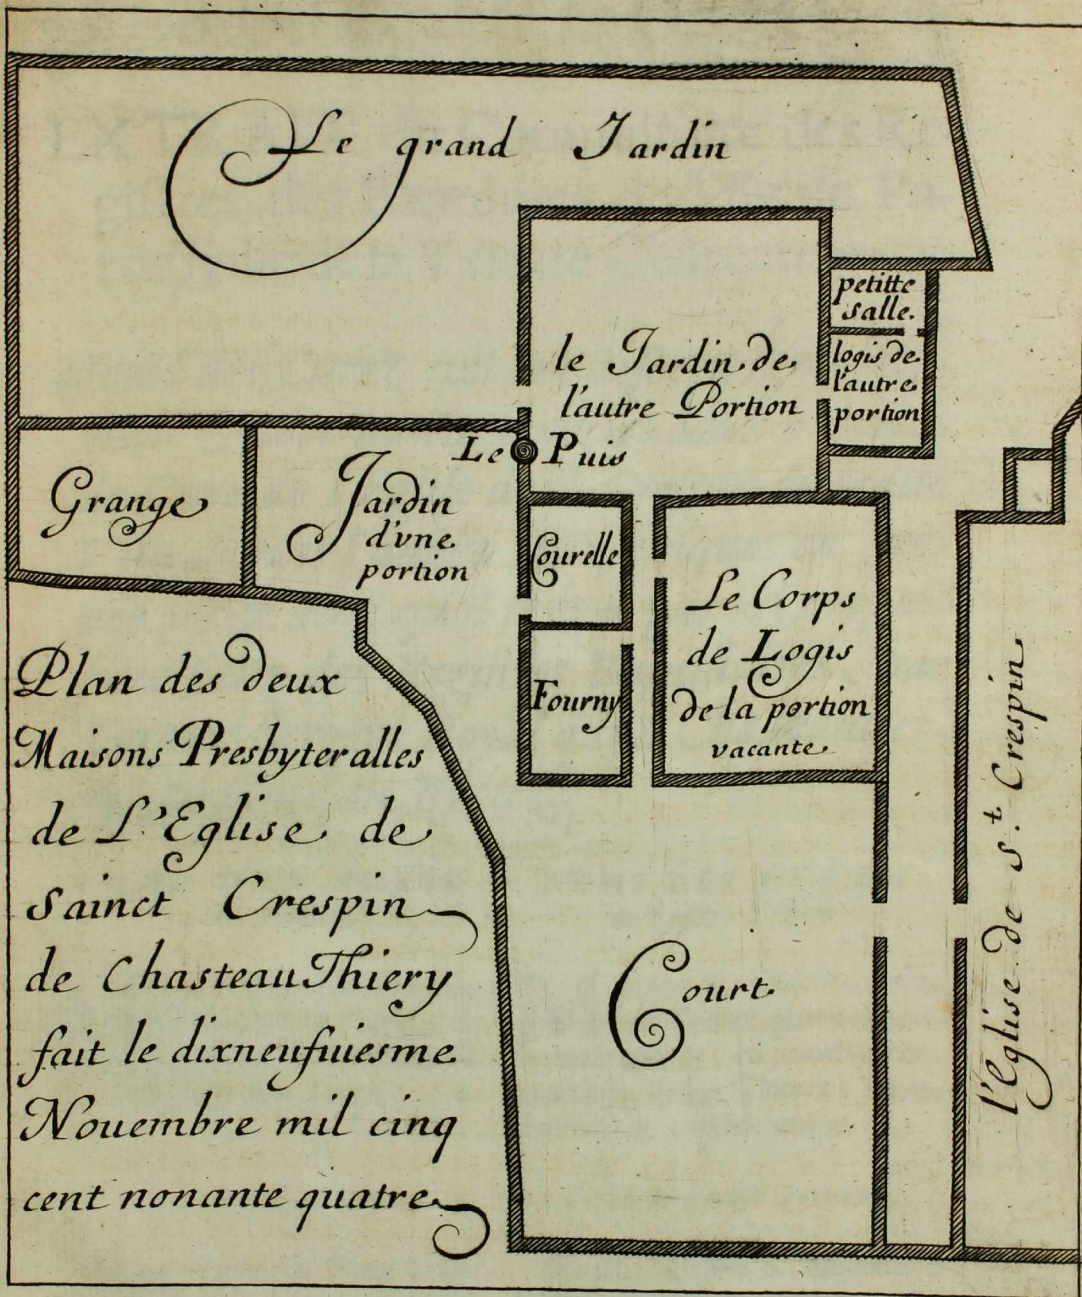 Le grand Jardin
petitte
salle.
le Jardin de
l'autre Portion
logis de
l'autre
portion
Le Puis
Grange
Jardin
d'vne
portion
Courelle
Le Corps
de Logis
de la portion
vacante.
Fourny
Plan des deux
Maisons Presbyteralles
de L'Eglise de
Sainct Crespin
de Chasteau Thiery
fait le dixneufuiesme
Nouembre mil cinq
cent nonante quatre
Court.
l'Eglise de St. Crespin